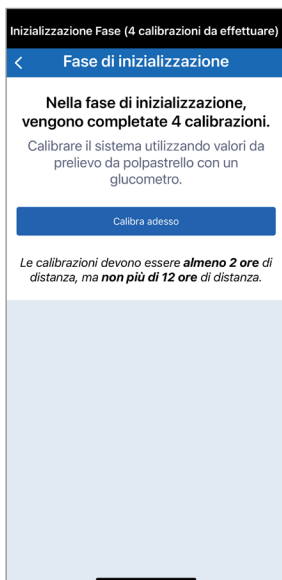 Inizializzazione Fase (4 calibrazioni da effettuare)
Fase di inizializzazione
Nella fase di inizializzazione,
vengono completate 4 calibrazioni.
Calibrare il sistema utilizzando valori da
prelievo da polpastrello con un
glucometro.
Calibra adesso
Le calibrazioni devono essere almeno 2 ore di
distanza, ma non più di 12 ore di distanza.